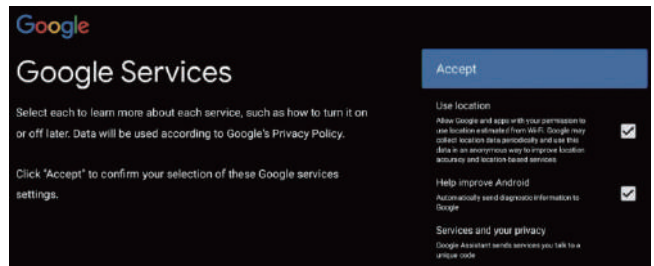 Google
Google Services
Select each to learn more about each service, such as how to turn it on
or off later. Data will be used according to Google's Privacy Policy.
Click "Accept" to confirm your selection of these Google services
settings.
Accept
Use location
Allow Google and apps with your permission to
use location estimated from Wi-Fi. Google may
collect location data periodically and use this
data in an anonymous way to improve location
accuracy and location-based services
Help improve Android
Automatically send diagnostic information to
Google
Services and your privacy
Google Assistant sends services you talk to a
unique code